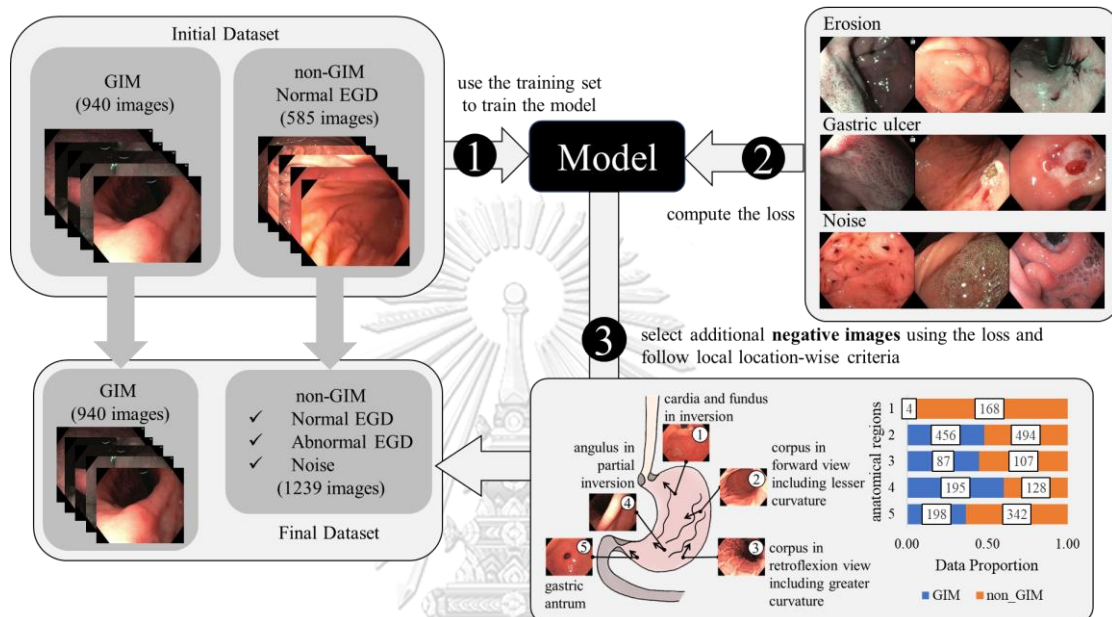 Initial Dataset
GIM
(940 images)
non-GIM
Normal EGD
(585 images)
use the training set
to train the model
1
Model
2
compute the loss
Erosion
Gastric ulcer
Noise
3
select additional negative images using the loss and
follow local location-wise criteria
GIM
(940 images)
non-GIM
✓ Normal EGD
✓ Abnormal EGD
✓ Noise
(1239 images)
Final Dataset
cardia and fundus
in inversion
1
angulus in
partial
inversion
4
corpus in
forward view
including lesser
curvature
2
5
gastric
antrum
3
corpus in
retroflexion view
including greater
curvature
anatomical regions
1 4 168
2 456 494
3 87 107
4 195 128
5 198 342
0.00 0.50 1.00
Data Proportion
GIM non_GIM